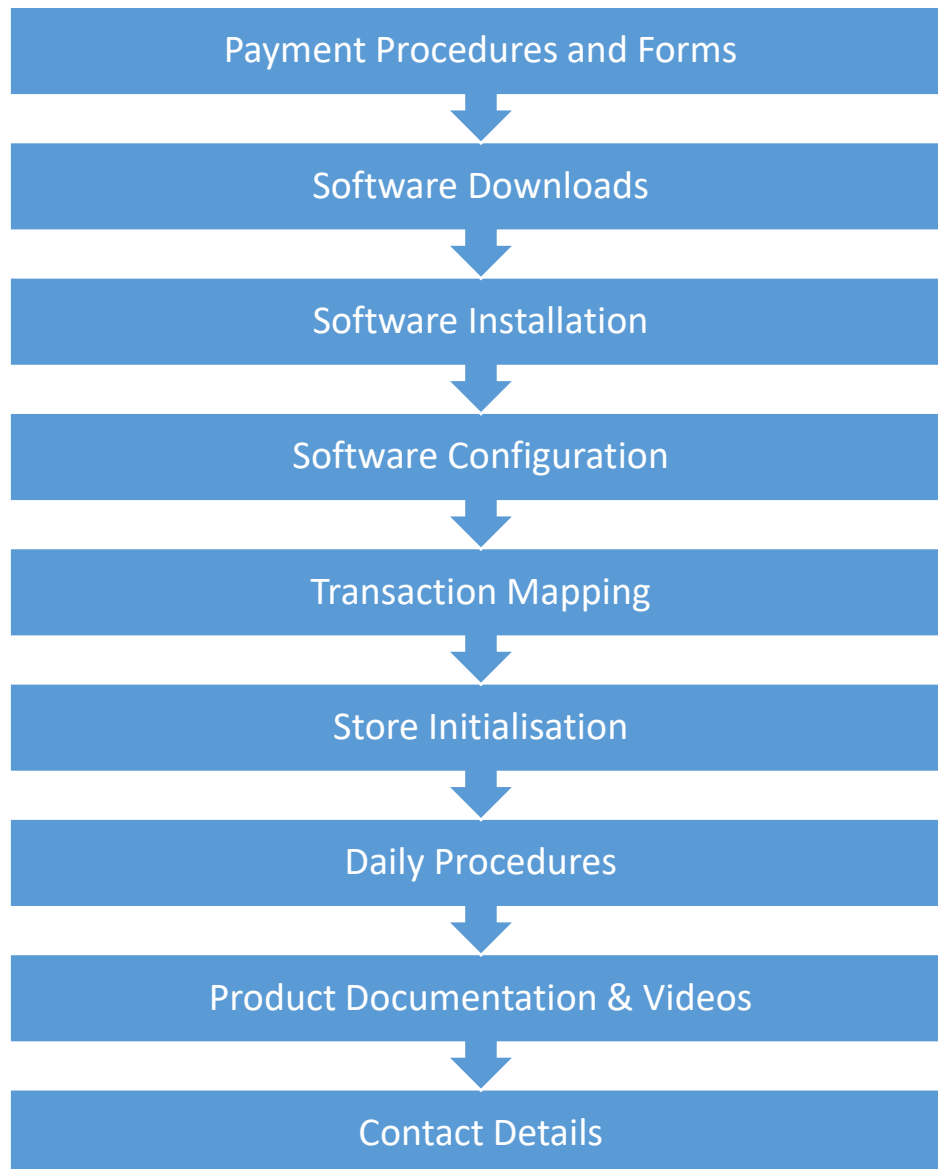 Payment Procedures and Forms
Software Downloads
Software Installation
Software Configuration
Transaction Mapping
Store Initialisation
Daily Procedures
Product Documentation & Videos
Contact Details